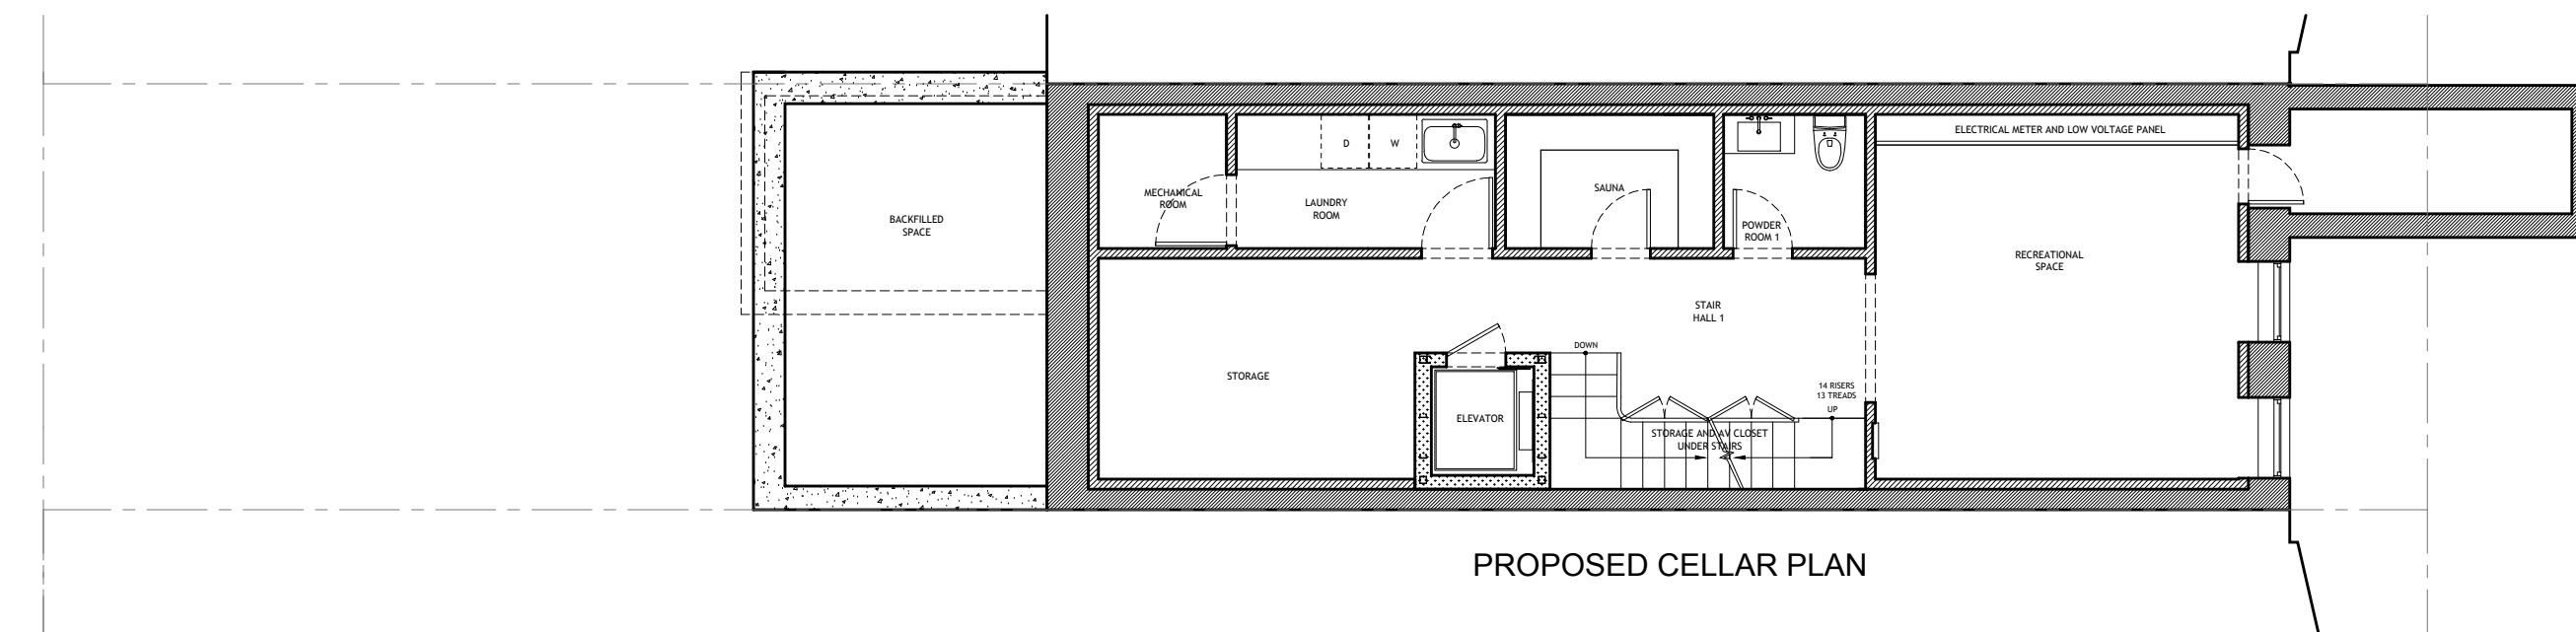 ELECTRICAL METER AND LOW VOLTAGE PANEL
D
W
MECHANICAL
ROOM
LAUNDRY
ROOM
SAUNA
POWDER
ROOM 1
BACKFILLED
SPACE
RECREATIONAL
SPACE
STAIR
HALL 1
STORAGE
DOWN
14 RISERS
13 TREADS
UP
ELEVATOR
STORAGE AND AV CLOSET
UNDER STAIRS
PROPOSED CELLAR PLAN